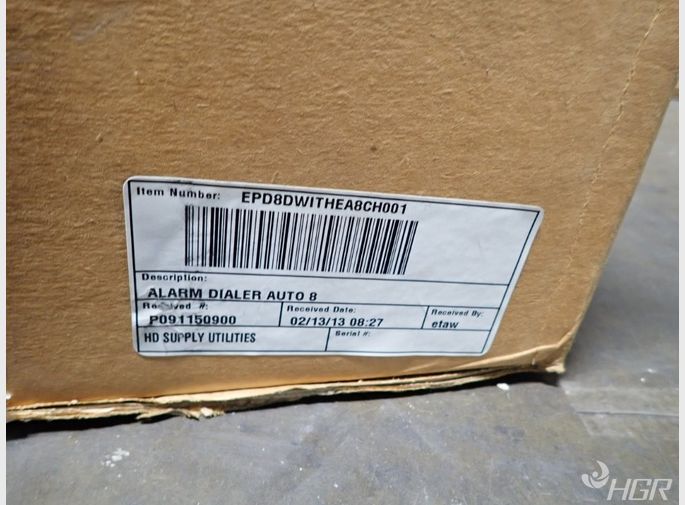 Item Number: EPD8DWITHEA8CH001
Description:
ALARM DIALER AUTO 8
Received #: Received Date: Received By:
P091150900 02/13/13 08:27 etaw
HD SUPPLY UTILITIES Serial #:
HGR